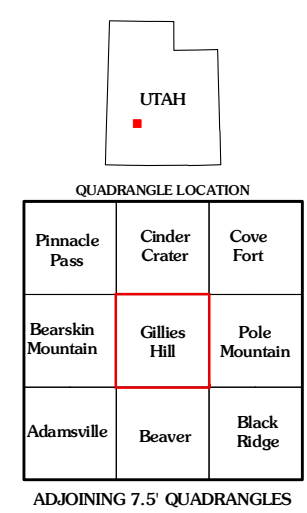 UTAH
QUADRANGLE LOCATION
Pinnacle
Pass
Cinder
Crater
Cove
Fort
Bearskin
Mountain
Gillies
Hill
Pole
Mountain
Adamsville
Beaver
Black
Ridge
ADJOINING 7.5' QUADRANGLES